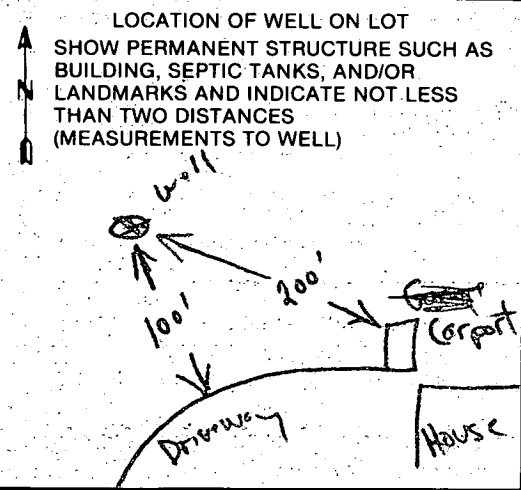 LOCATION OF WELL ON LOT
SHOW PERMANENT STRUCTURE SUCH AS
BUILDING, SEPTIC TANKS, AND/OR
N LANDMARKS AND INDICATE NOT LESS
THAN TWO DISTANCES
(MEASUREMENTS TO WELL)
well
200'
100'
Carport
Driveway
House